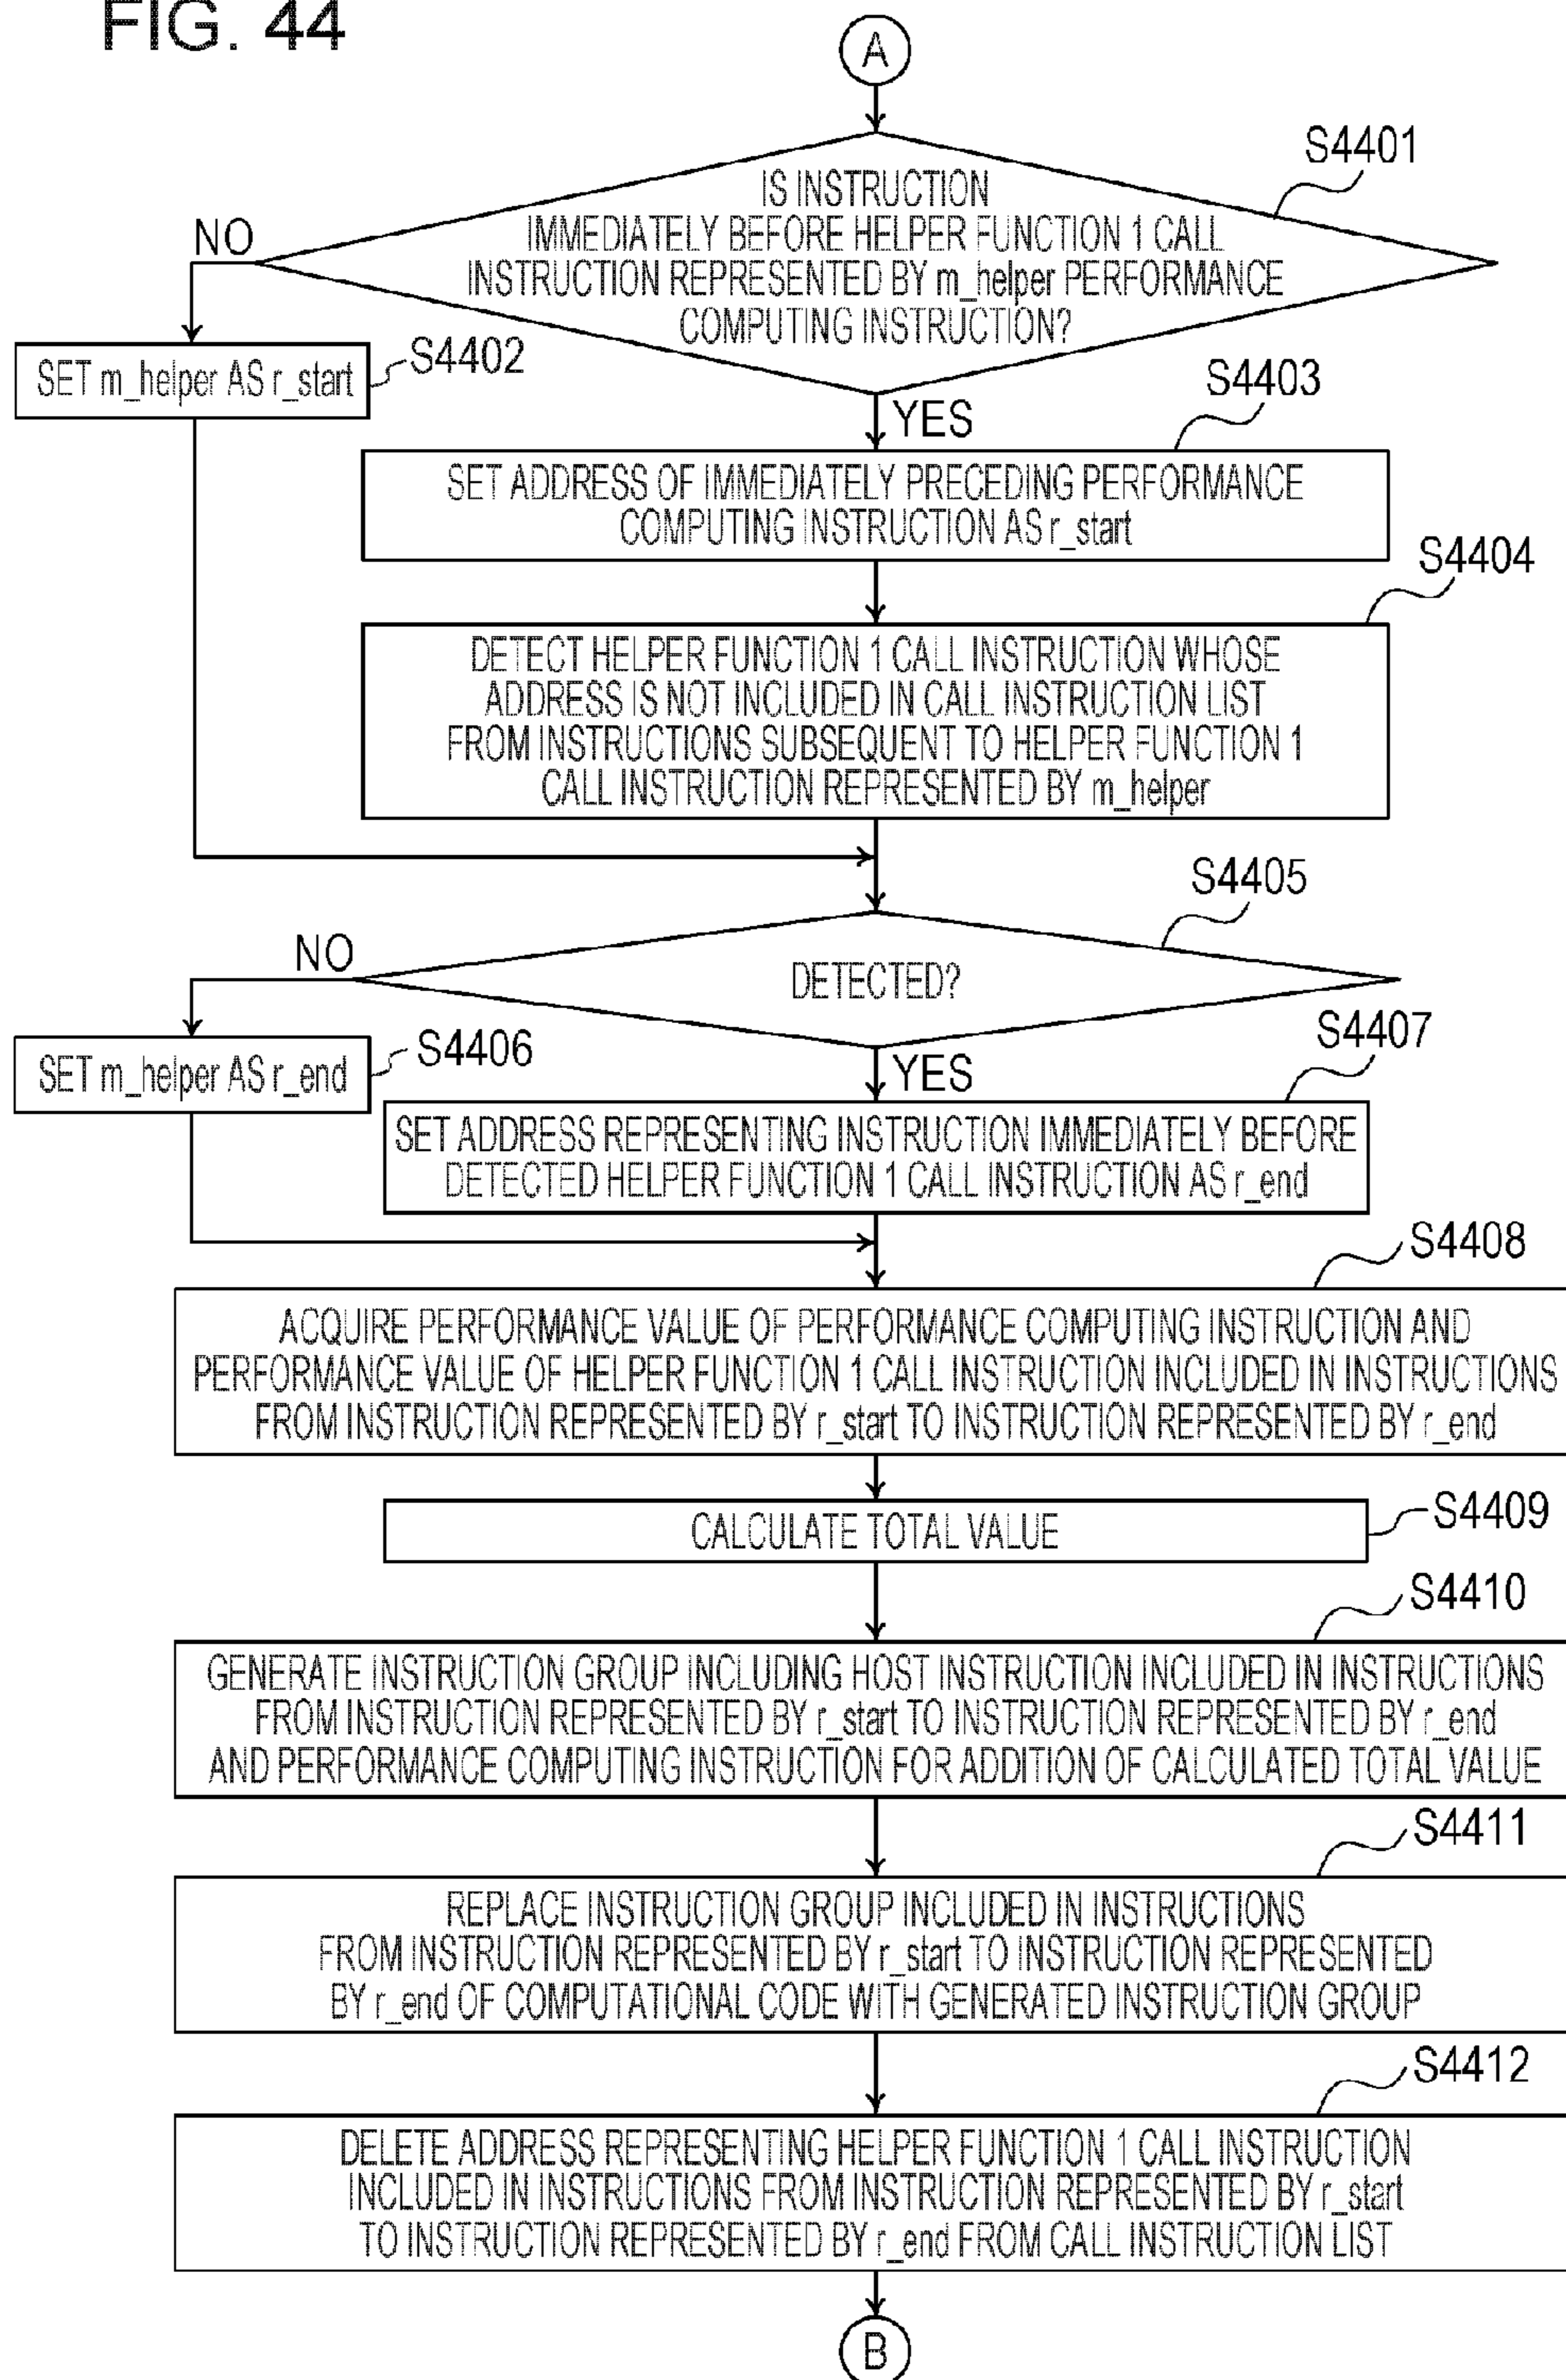 FIG. 44
A
S4401
IS INSTRUCTION
IMMEDIATELY BEFORE HELPER FUNCTION 1 CALL
INSTRUCTION REPRESENTED BY m_helper PERFORMANCE
COMPUTING INSTRUCTION?
NO
SET m_helper AS r_start
S4402
YES
S4403
SET ADDRESS OF IMMEDIATELY PRECEDING PERFORMANCE
COMPUTING INSTRUCTION AS r_start
S4404
DETECT HELPER FUNCTION 1 CALL INSTRUCTION WHOSE
ADDRESS IS NOT INCLUDED IN CALL INSTRUCTION LIST
FROM INSTRUCTIONS SUBSEQUENT TO HELPER FUNCTION 1
CALL INSTRUCTION REPRESENTED BY m_helper
S4405
DETECTED?
NO
SET m_helper AS r_end
S4406
YES
S4407
SET ADDRESS REPRESENTING INSTRUCTION IMMEDIATELY BEFORE
DETECTED HELPER FUNCTION 1 CALL INSTRUCTION AS r_end
S4408
ACQUIRE PERFORMANCE VALUE OF PERFORMANCE COMPUTING INSTRUCTION AND
PERFORMANCE VALUE OF HELPER FUNCTION 1 CALL INSTRUCTION INCLUDED IN INSTRUCTIONS
FROM INSTRUCTION REPRESENTED BY r_start TO INSTRUCTION REPRESENTED BY r_end
S4409
CALCULATE TOTAL VALUE
S4410
GENERATE INSTRUCTION GROUP INCLUDING HOST INSTRUCTION INCLUDED IN INSTRUCTIONS
FROM INSTRUCTION REPRESENTED BY r_start TO INSTRUCTION REPRESENTED BY r_end
AND PERFORMANCE COMPUTING INSTRUCTION FOR ADDITION OF CALCULATED TOTAL VALUE
S4411
REPLACE INSTRUCTION GROUP INCLUDED IN INSTRUCTIONS
FROM INSTRUCTION REPRESENTED BY r_start TO INSTRUCTION REPRESENTED
BY r_end OF COMPUTATIONAL CODE WITH GENERATED INSTRUCTION GROUP
S4412
DELETE ADDRESS REPRESENTING HELPER FUNCTION 1 CALL INSTRUCTION
INCLUDED IN INSTRUCTIONS FROM INSTRUCTION REPRESENTED BY r_start
TO INSTRUCTION REPRESENTED BY r_end FROM CALL INSTRUCTION LIST
B